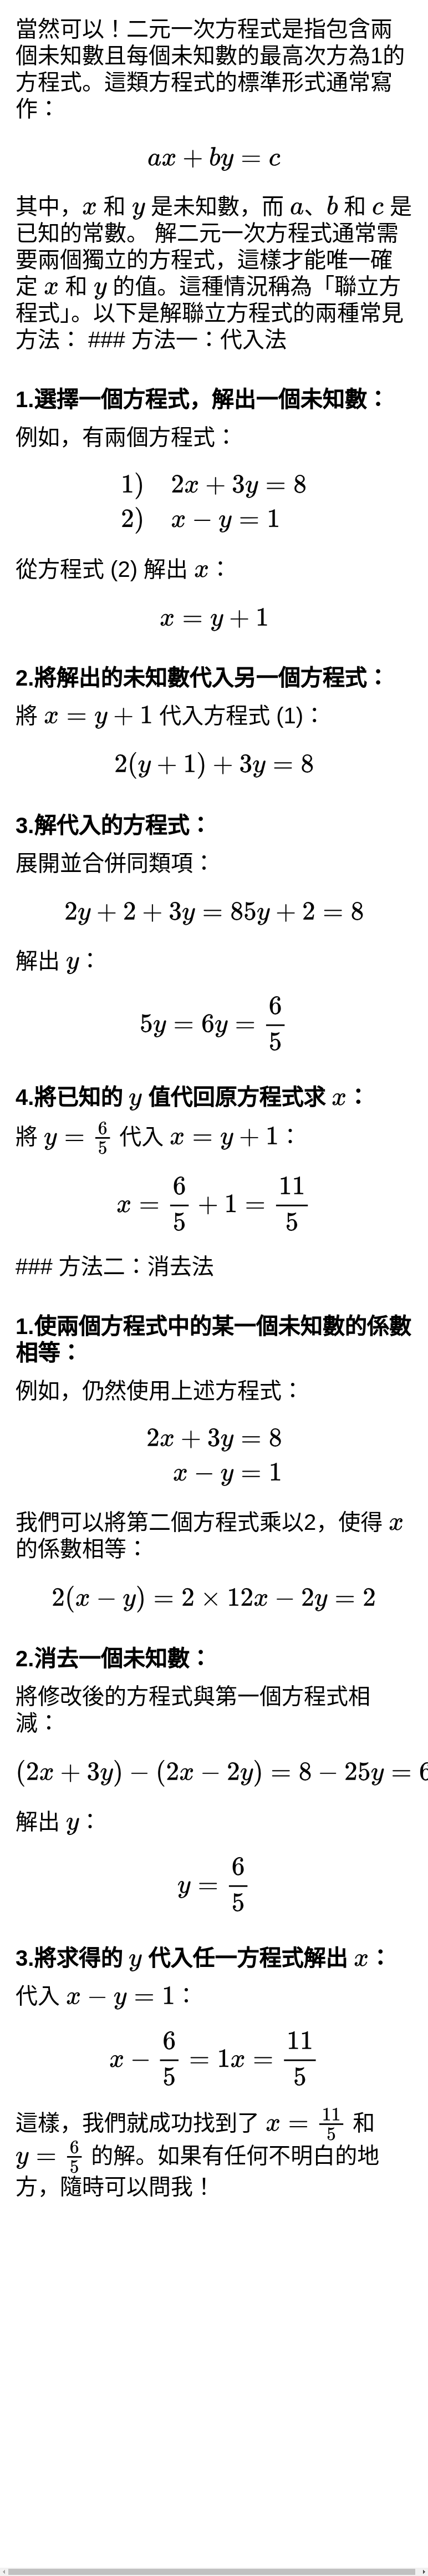 當然可以！二元一次方程式是指包含兩
個未知數且每個未知數的最高次方為1的
方程式。這類方程式的標準形式通常寫
作：
ax + by = c
其中，x 和 y 是未知數，而 a、b 和 c 是
已知的常數。 解二元一次方程式通常需
要兩個獨立的方程式，這樣才能唯一確
定 x 和 y 的值。這種情況稱為「聯立方
程式」。以下是解聯立方程式的兩種常見
方法： ### 方法一：代入法
1.選擇一個方程式，解出一個未知數：
例如，有兩個方程式：
1) 2x + 3y = 8
2) x − y = 1
從方程式 (2) 解出 x：
x = y + 1
2.將解出的未知數代入另一個方程式：
將 x = y + 1 代入方程式 (1)：
2(y + 1) + 3y = 8
3.解代入的方程式：
展開並合併同類項：
2y + 2 + 3y = 85y + 2 = 8
解出 y：
5y = 6y = 6/5
4.將已知的 y 值代回原方程式求 x：
將 y = 6/5 代入 x = y + 1：
x = 6/5 + 1 = 11/5
### 方法二：消去法
1.使兩個方程式中的某一個未知數的係數
相等：
例如，仍然使用上述方程式：
2x + 3y = 8
x − y = 1
我們可以將第二個方程式乘以2，使得 x
的係數相等：
2(x − y) = 2 × 12x − 2y = 2
2.消去一個未知數：
將修改後的方程式與第一個方程式相
減：
(2x + 3y) − (2x − 2y) = 8 − 25y = 6
解出 y：
y = 6/5
3.將求得的 y 代入任一方程式解出 x：
代入 x − y = 1：
x − 6/5 = 1x = 11/5
這樣，我們就成功找到了 x = 11/5 和
y = 6/5 的解。如果有任何不明白的地
方，隨時可以問我！